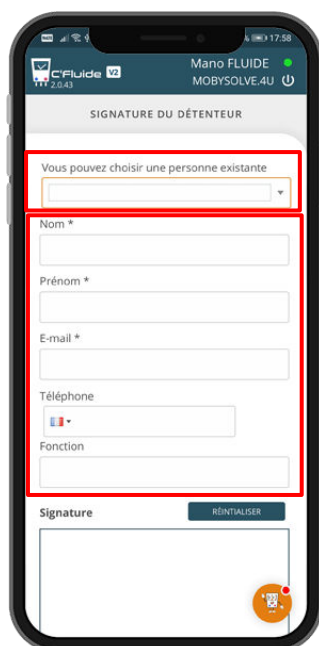 17:58
C'Fluide V2
2.0.43
Mano FLUIDE
MOBYSOLVE.4U
SIGNATURE DU DÉTENTEUR
Vous pouvez choisir une personne existante
Nom *
Prénom *
E-mail *
Téléphone
Fonction
Signature
RÉINTIALISER